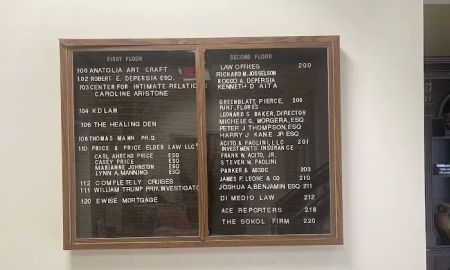 FIRST FLOOR
100 ANATOLIA ART CRAFT
102 ROBERT E. DEPERSIA ESQ.
103 CENTER FOR INTIMATE RELATIO
CAROLINE ARISTONE
104 KD LAW
106 THE HEALING DEN
108 THOMAS MANN PH.D.
110 PRICE & PRICE ELDER LAW LLC
CARL AHRENS PRICE ESQ
CASEY PRICE ESQ
MARIANNE JOHNSTON ESQ
LYNN A. MANNING ESQ
112 COMPLETELY CRUISES
111 WILLIAM TRUMP PRIV. INVESTIGATO
120 EWISE MORTGAGE
SECOND FLOOR
LAW OFFICES 200
RICHARD M. JOSSELSON
ROCCO A. DEPERSIA
KENNETH D AITA
GREENBLATT PIERCE, 200
FUNT, FLORES
LEONARD S BAKER, DIRECTOR
MICHELE G, MORGERA, ESQ
PETER J THOMPSON, ESQ
HARRY J KANE JR, ESQ
ACITO & PAOLINI, LLC 201
INVESTMENTS INSURANCE
FRANK W. ACITO, JR.
STEVEN W. PAOLINI
PARKER & ASSOC 203
JAMES F. LEONE & CO 210
JOSHUA A. BENJAMIN ESQ 211
DI MEDIO LAW 212
ACE REPORTERS 218
THE SOKOL FIRM 220